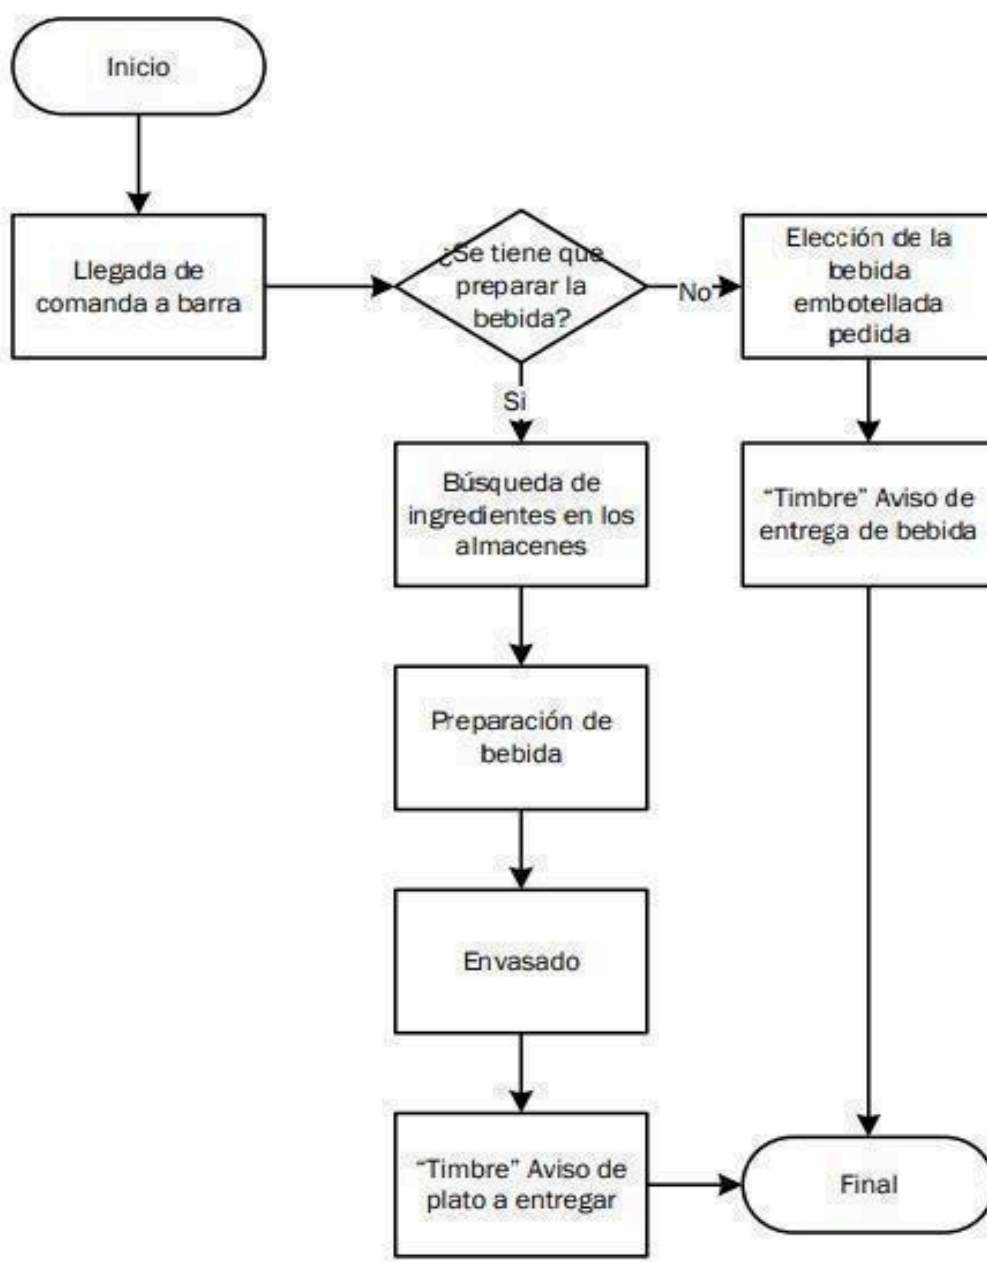 Inicio
Llegada de
comanda a barra
¿Se tiene que
preparar la
bebida?
No
Elección de la
bebida
embotellada
pedida
Si
Búsqueda de
ingredientes en los
almacenes
“Timbre” Aviso de
entrega de bebida
Preparación de
bebida
Envasado
“Timbre” Aviso de
plato a entregar
Final